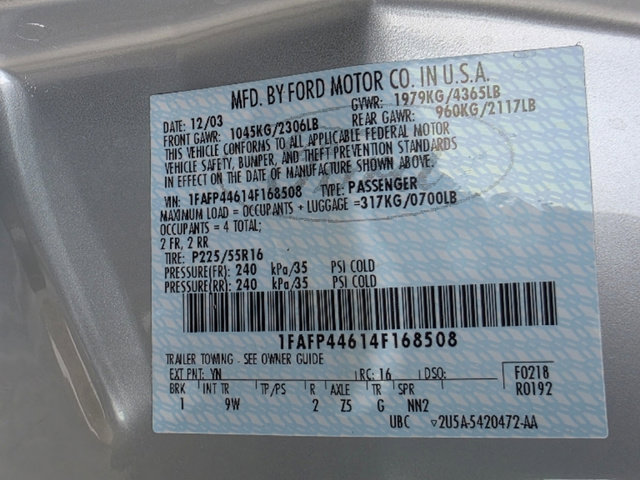 MFD. BY FORD MOTOR CO. IN U.S.A.
DATE: 12/03 GVWR: 1979KG/4365LB
FRONT GAWR: 1045KG/2306LB REAR GAWR: 960KG/2117LB
THIS VEHICLE CONFORMS TO ALL APPLICABLE FEDERAL MOTOR
VEHICLE SAFETY, BUMPER, AND THEFT PREVENTION STANDARDS
IN EFFECT ON THE DATE OF MANUFACTURE SHOWN ABOVE.
VIN: 1FAFP44614F168508 TYPE: PASSENGER
MAXIMUM LOAD = OCCUPANTS + LUGGAGE =317KG/0700LB
OCCUPANTS = 4 TOTAL;
2 FR, 2 RR
TIRE: P225/55R16
PRESSURE(FR): 240 kPa/35 PSI COLD
PRESSURE(RR): 240 kPa/35 PSI COLD
1FAFP44614F168508
TRAILER TOWING - SEE OWNER GUIDE
EXT PNT: YN RC: 16 DSO: F0218
BRK INT TR TP/PS R AXLE TR SPR R0192
1 9W 2 Z5 G NN2
UBC ▽2U5A-5420472-AA